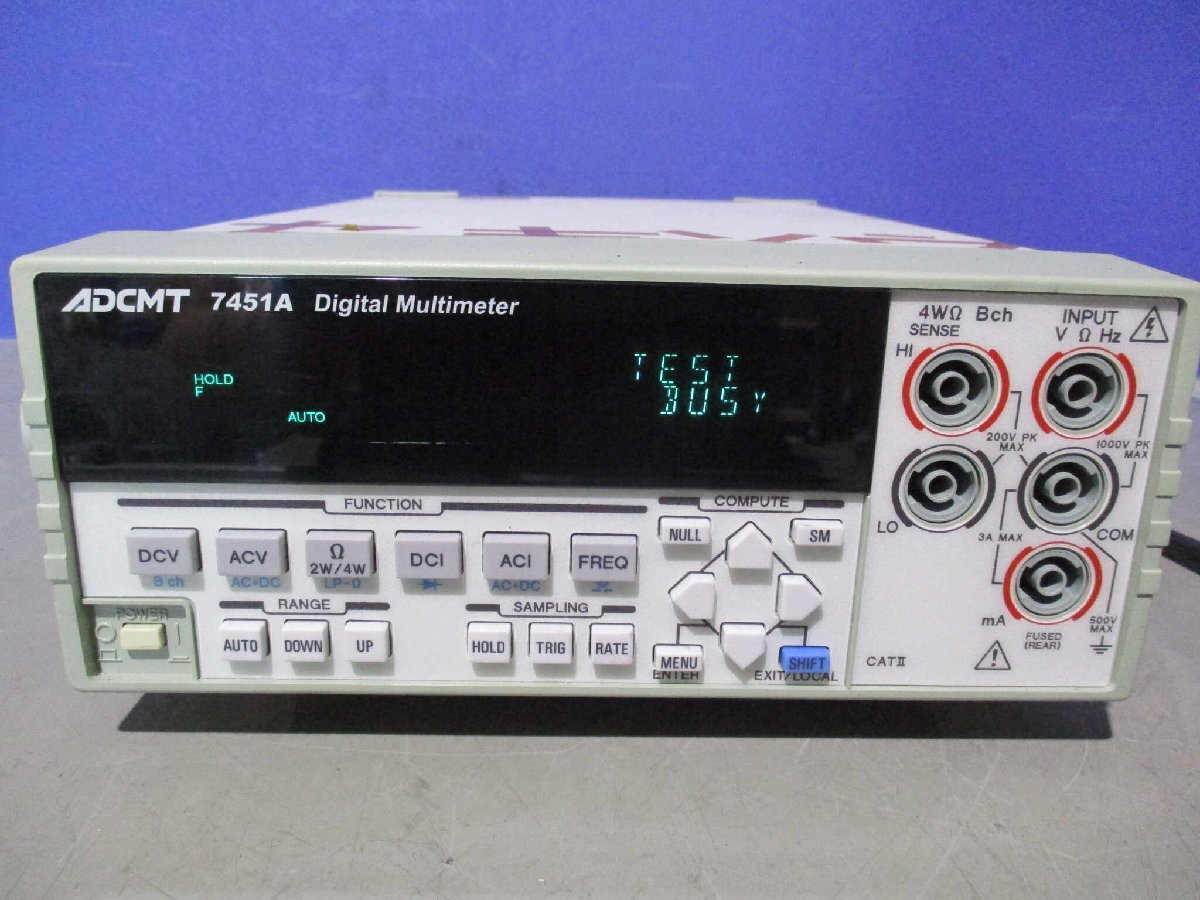 ADCMT 7451A Digital Multimeter
HOLD
F
AUTO
TEST
BUSY
4WΩ Bch
SENSE
INPUT
V Ω Hz
HI
200V PK
MAX
1000V PK
MAX
LO
COM
3A MAX
mA
FUSED
(REAR)
500V
MAX
CATⅡ
FUNCTION
COMPUTE
DCV
ACV
Ω
2W/4W
DCI
ACI
FREQ
NULL
SM
B ch
AC+DC
LP-Ω
AC+DC
POWER
RANGE
SAMPLING
AUTO
DOWN
UP
HOLD
TRIG
RATE
MENU
ENTER
SHIFT
EXIT/LOCAL